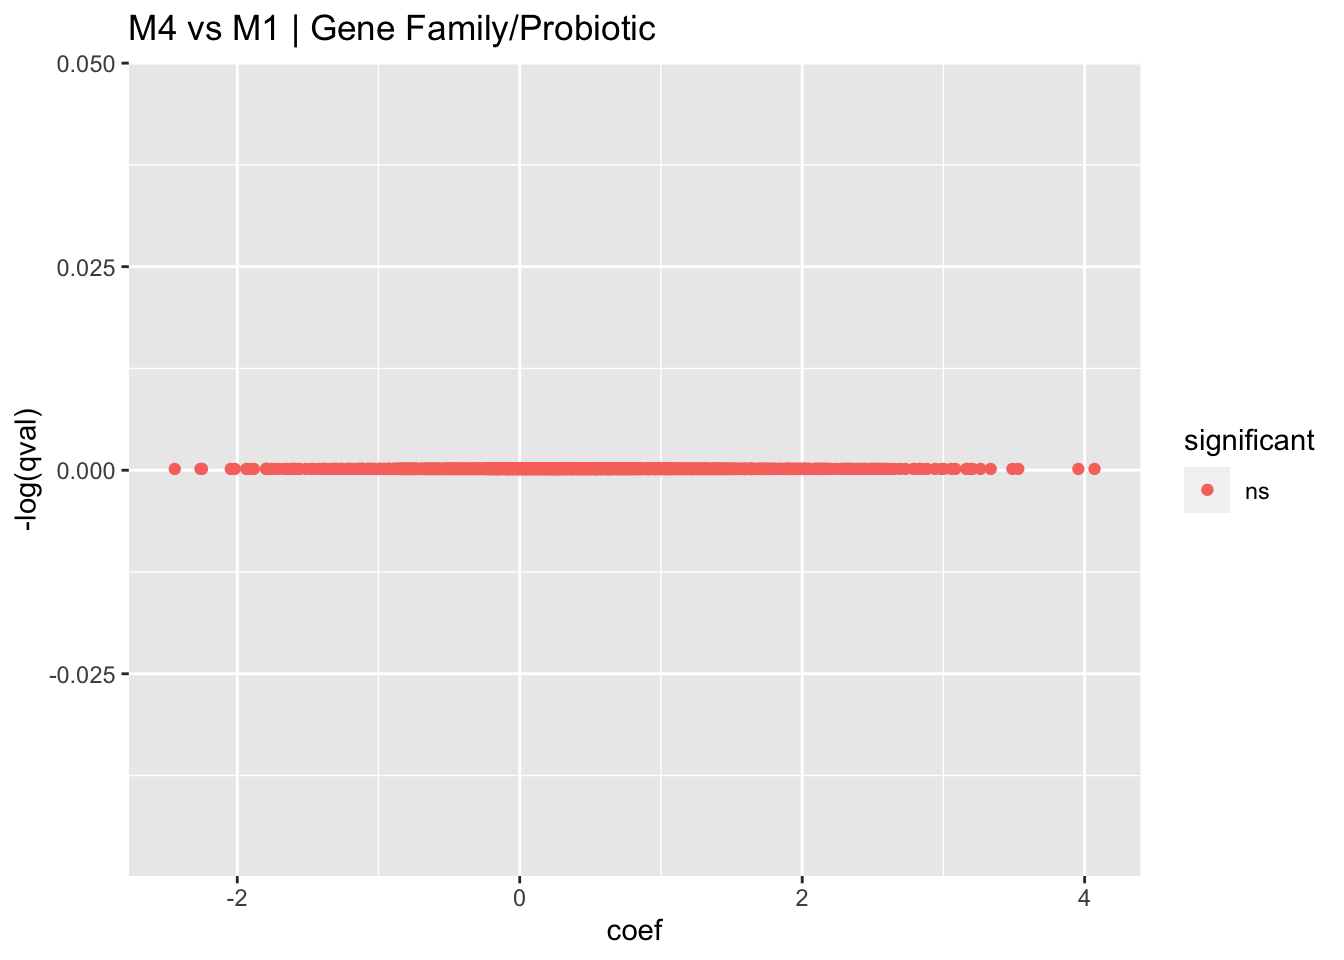 M4 vs M1 | Gene Family/Probiotic
0.050
0.025
0.000
-0.025
-log(qval)
-2 0 2 4
coef
significant
ns